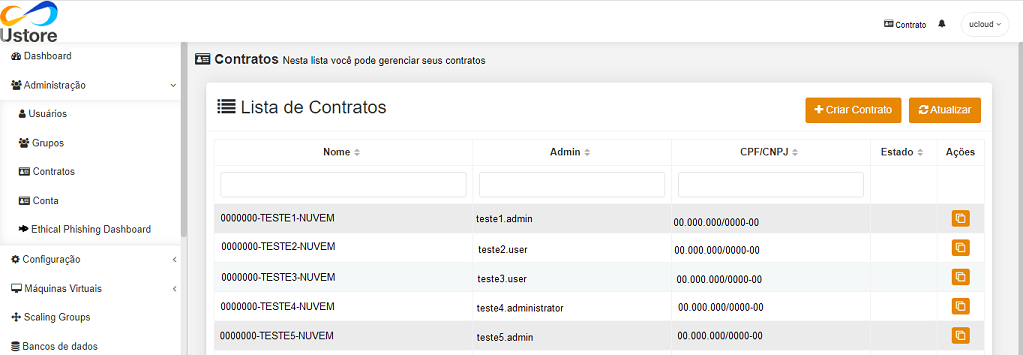 Ustore
Contrato
ucloud
Dashboard
Administração
Usuários
Grupos
Contratos
Conta
Ethical Phishing Dashboard
Configuração
Máquinas Virtuais
Scaling Groups
Bancos de dados
Contratos Nesta lista você pode gerenciar seus contratos
Lista de Contratos
Criar Contrato
Atualizar
Nome Admin CPF/CNPJ Estado Ações
0000000-TESTE1-NUVEM teste1.admin 00.000.000/0000-00
0000000-TESTE2-NUVEM teste2.user 00.000.000/0000-00
0000000-TESTE3-NUVEM teste3.user 00.000.000/0000-00
0000000-TESTE4-NUVEM teste4.administrator 00.000.000/0000-00
0000000-TESTE5-NUVEM teste5.admin 00.000.000/0000-00